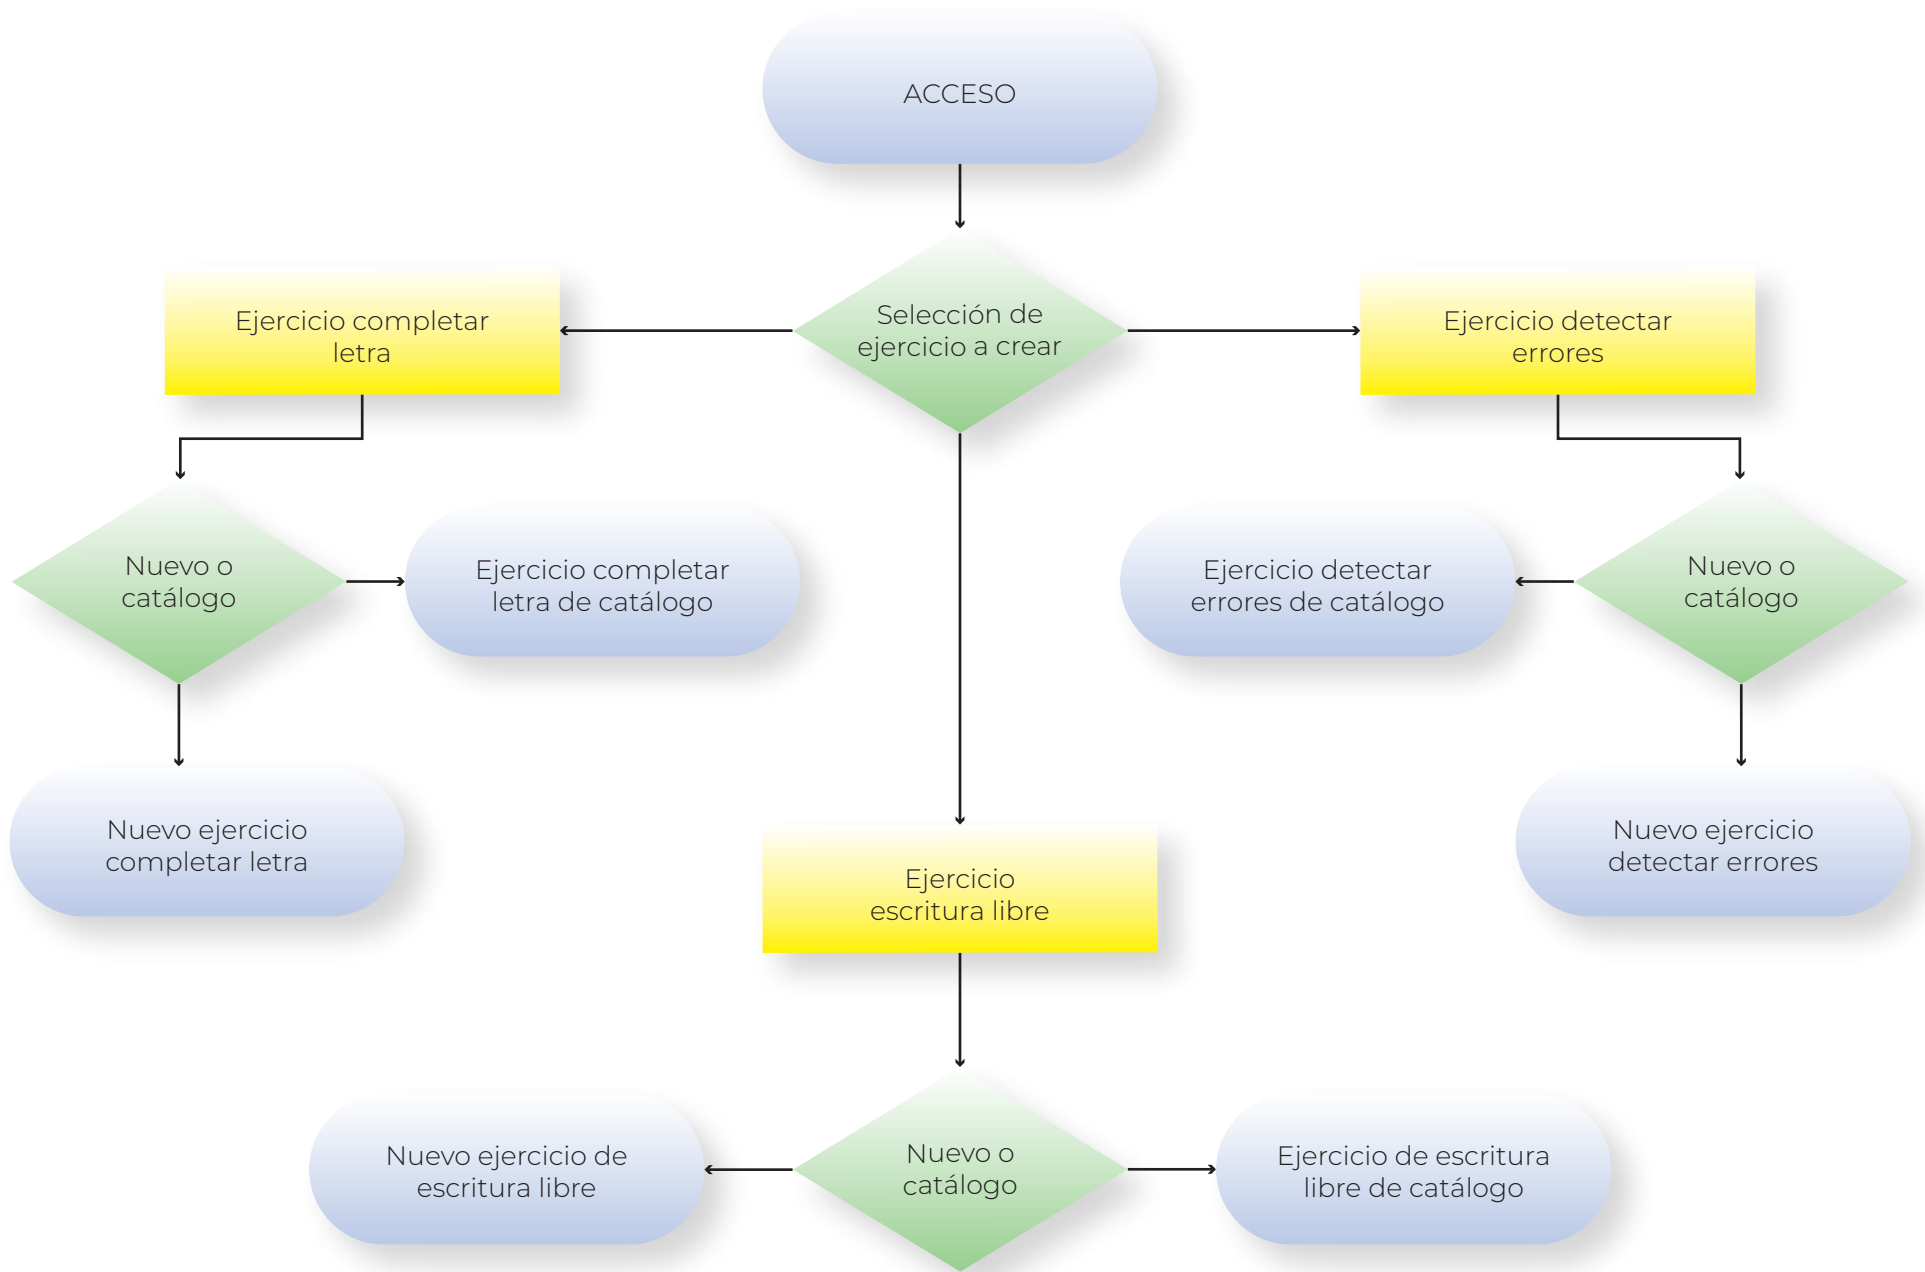 ACCESO
Ejercicio completar
letra
Selección de
ejercicio a crear
Ejercicio detectar
errores
Nuevo o
catálogo
Ejercicio completar
letra de catálogo
Ejercicio detectar
errores de catálogo
Nuevo o
catálogo
Nuevo ejercicio
completar letra
Ejercicio
escritura libre
Nuevo ejercicio
detectar errores
Nuevo ejercicio de
escritura libre
Nuevo o
catálogo
Ejercicio de escritura
libre de catálogo